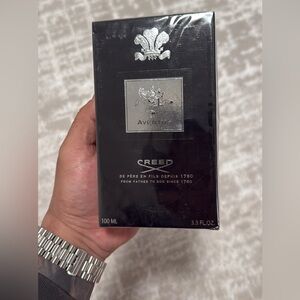 AVENTUS
CREED
DE PÈRE EN FILS DEPUIS 1760
FROM FATHER TO SON SINCE 1760
100 ML
3.3 FL.OZ